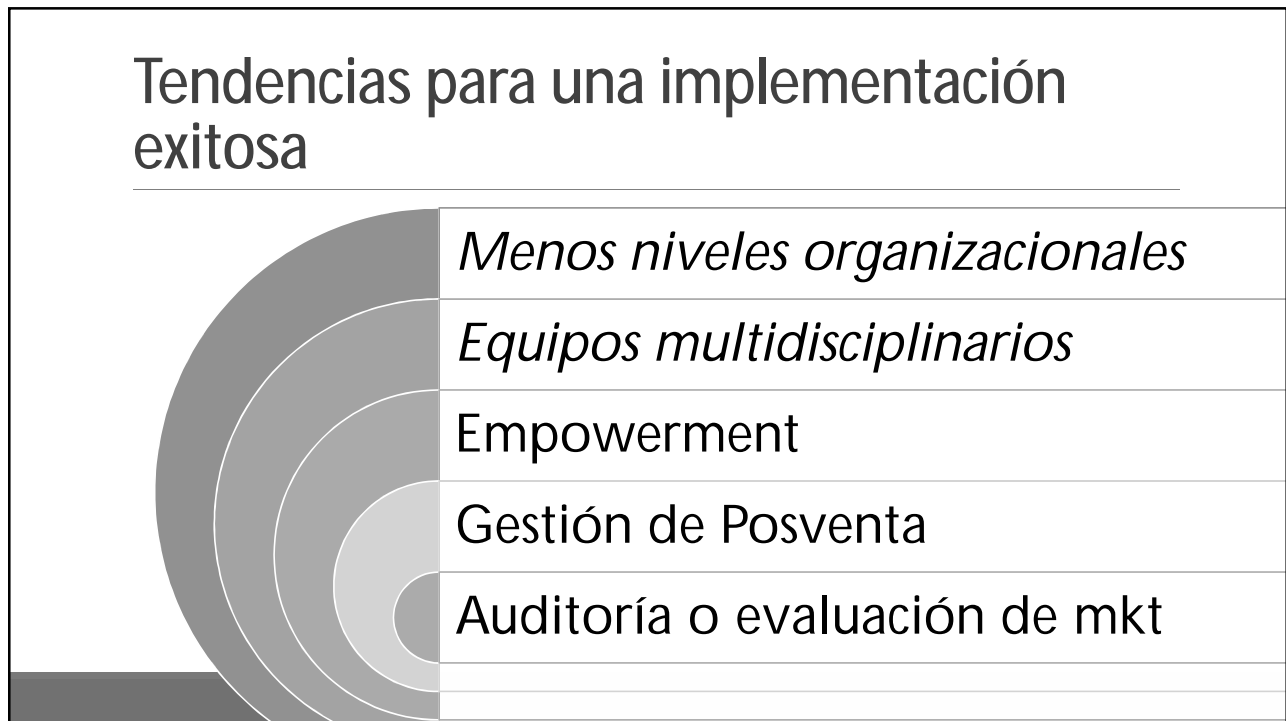 Tendencias para una implementación
exitosa
Menos niveles organizacionales
Equipos multidisciplinarios
Empowerment
Gestión de Posventa
Auditoría o evaluación de mkt